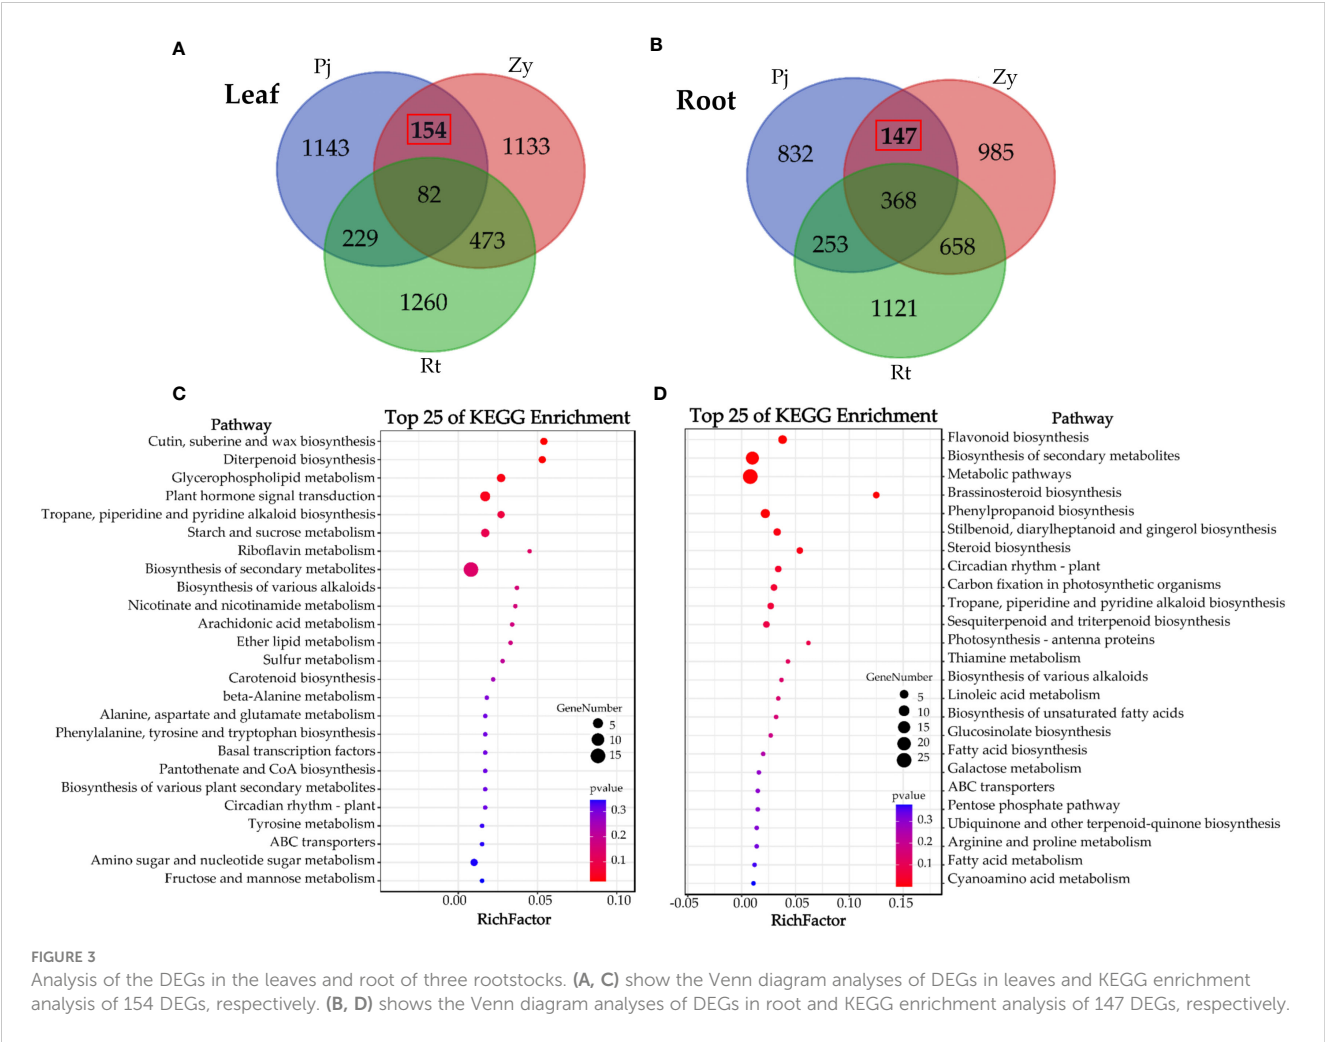 A
Leaf
Pj
Zy
1143
154
1133
82
229
473
1260
Rt
B
Root
Pj
Zy
832
147
985
368
253
658
1121
Rt
C
Pathway
Top 25 of KEGG Enrichment
Cutin, suberine and wax biosynthesis
Diterpenoid biosynthesis
Glycerophospholipid metabolism
Plant hormone signal transduction
Tropane, piperidine and pyridine alkaloid biosynthesis
Starch and sucrose metabolism
Riboflavin metabolism
Biosynthesis of secondary metabolites
Biosynthesis of various alkaloids
Nicotinate and nicotinamide metabolism
Arachidonic acid metabolism
Ether lipid metabolism
Sulfur metabolism
Carotenoid biosynthesis
beta-Alanine metabolism
Alanine, aspartate and glutamate metabolism
Phenylalanine, tyrosine and tryptophan biosynthesis
Basal transcription factors
Pantothenate and CoA biosynthesis
Biosynthesis of various plant secondary metabolites
Circadian rhythm - plant
Tyrosine metabolism
ABC transporters
Amino sugar and nucleotide sugar metabolism
Fructose and mannose metabolism
GeneNumber
5
10
15
pvalue
0.3
0.2
0.1
0.00 0.05 0.10
RichFactor
D
Top 25 of KEGG Enrichment
Pathway
Flavonoid biosynthesis
Biosynthesis of secondary metabolites
Metabolic pathways
Brassinosteroid biosynthesis
Phenylpropanoid biosynthesis
Stilbenoid, diarylheptanoid and gingerol biosynthesis
Steroid biosynthesis
Circadian rhythm - plant
Carbon fixation in photosynthetic organisms
Tropane, piperidine and pyridine alkaloid biosynthesis
Sesquiterpenoid and triterpenoid biosynthesis
Photosynthesis - antenna proteins
Thiamine metabolism
Biosynthesis of various alkaloids
Linoleic acid metabolism
Biosynthesis of unsaturated fatty acids
Glucosinolate biosynthesis
Fatty acid biosynthesis
Galactose metabolism
ABC transporters
Pentose phosphate pathway
Ubiquinone and other terpenoid-quinone biosynthesis
Arginine and proline metabolism
Fatty acid metabolism
Cyanoamino acid metabolism
GeneNumber
5
10
15
20
25
pvalue
0.3
0.2
0.1
-0.05 0.00 0.05 0.10 0.15
RichFactor
FIGURE 3
Analysis of the DEGs in the leaves and root of three rootstocks. (A, C) show the Venn diagram analyses of DEGs in leaves and KEGG enrichment
analysis of 154 DEGs, respectively. (B, D) shows the Venn diagram analyses of DEGs in root and KEGG enrichment analysis of 147 DEGs, respectively.